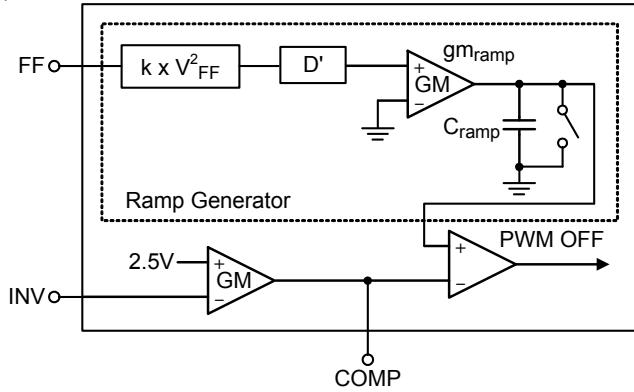 FF
k x V²FF
D'
gmramp
+
GM
−
Cramp
Ramp Generator
2.5V
+
GM
−
INV
+
−
PWM OFF
COMP